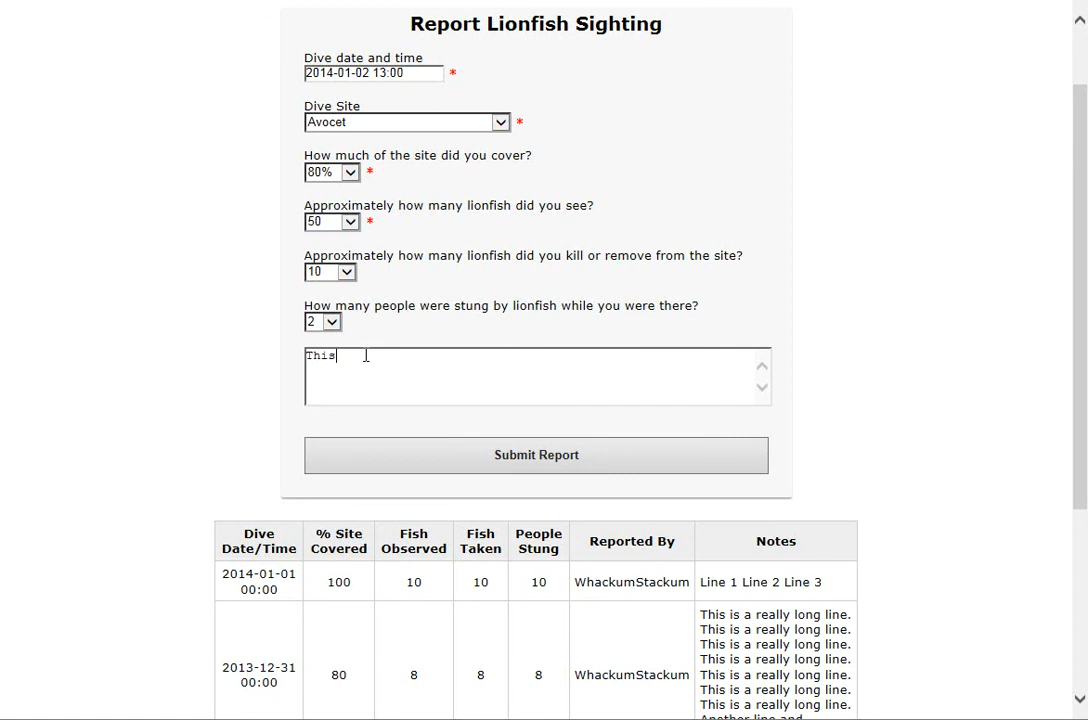 Report Lionfish Sighting
Dive date and time
2014-01-02 13:00 *
Dive Site
Avocet *
How much of the site did you cover?
80% *
Approximately how many lionfish did you see?
50 *
Approximately how many lionfish did you kill or remove from the site?
10
How many people were stung by lionfish while you were there?
2
This
Submit Report
Dive Date/Time % Site Covered Fish Observed Fish Taken People Stung Reported By Notes
2014-01-01 00:00 100 10 10 10 WhackumStackum Line 1 Line 2 Line 3
2013-12-31 00:00 80 8 8 8 WhackumStackum This is a really long line.
This is a really long line.
This is a really long line.
This is a really long line.
This is a really long line.
This is a really long line.
This is a really long line.
Another line and